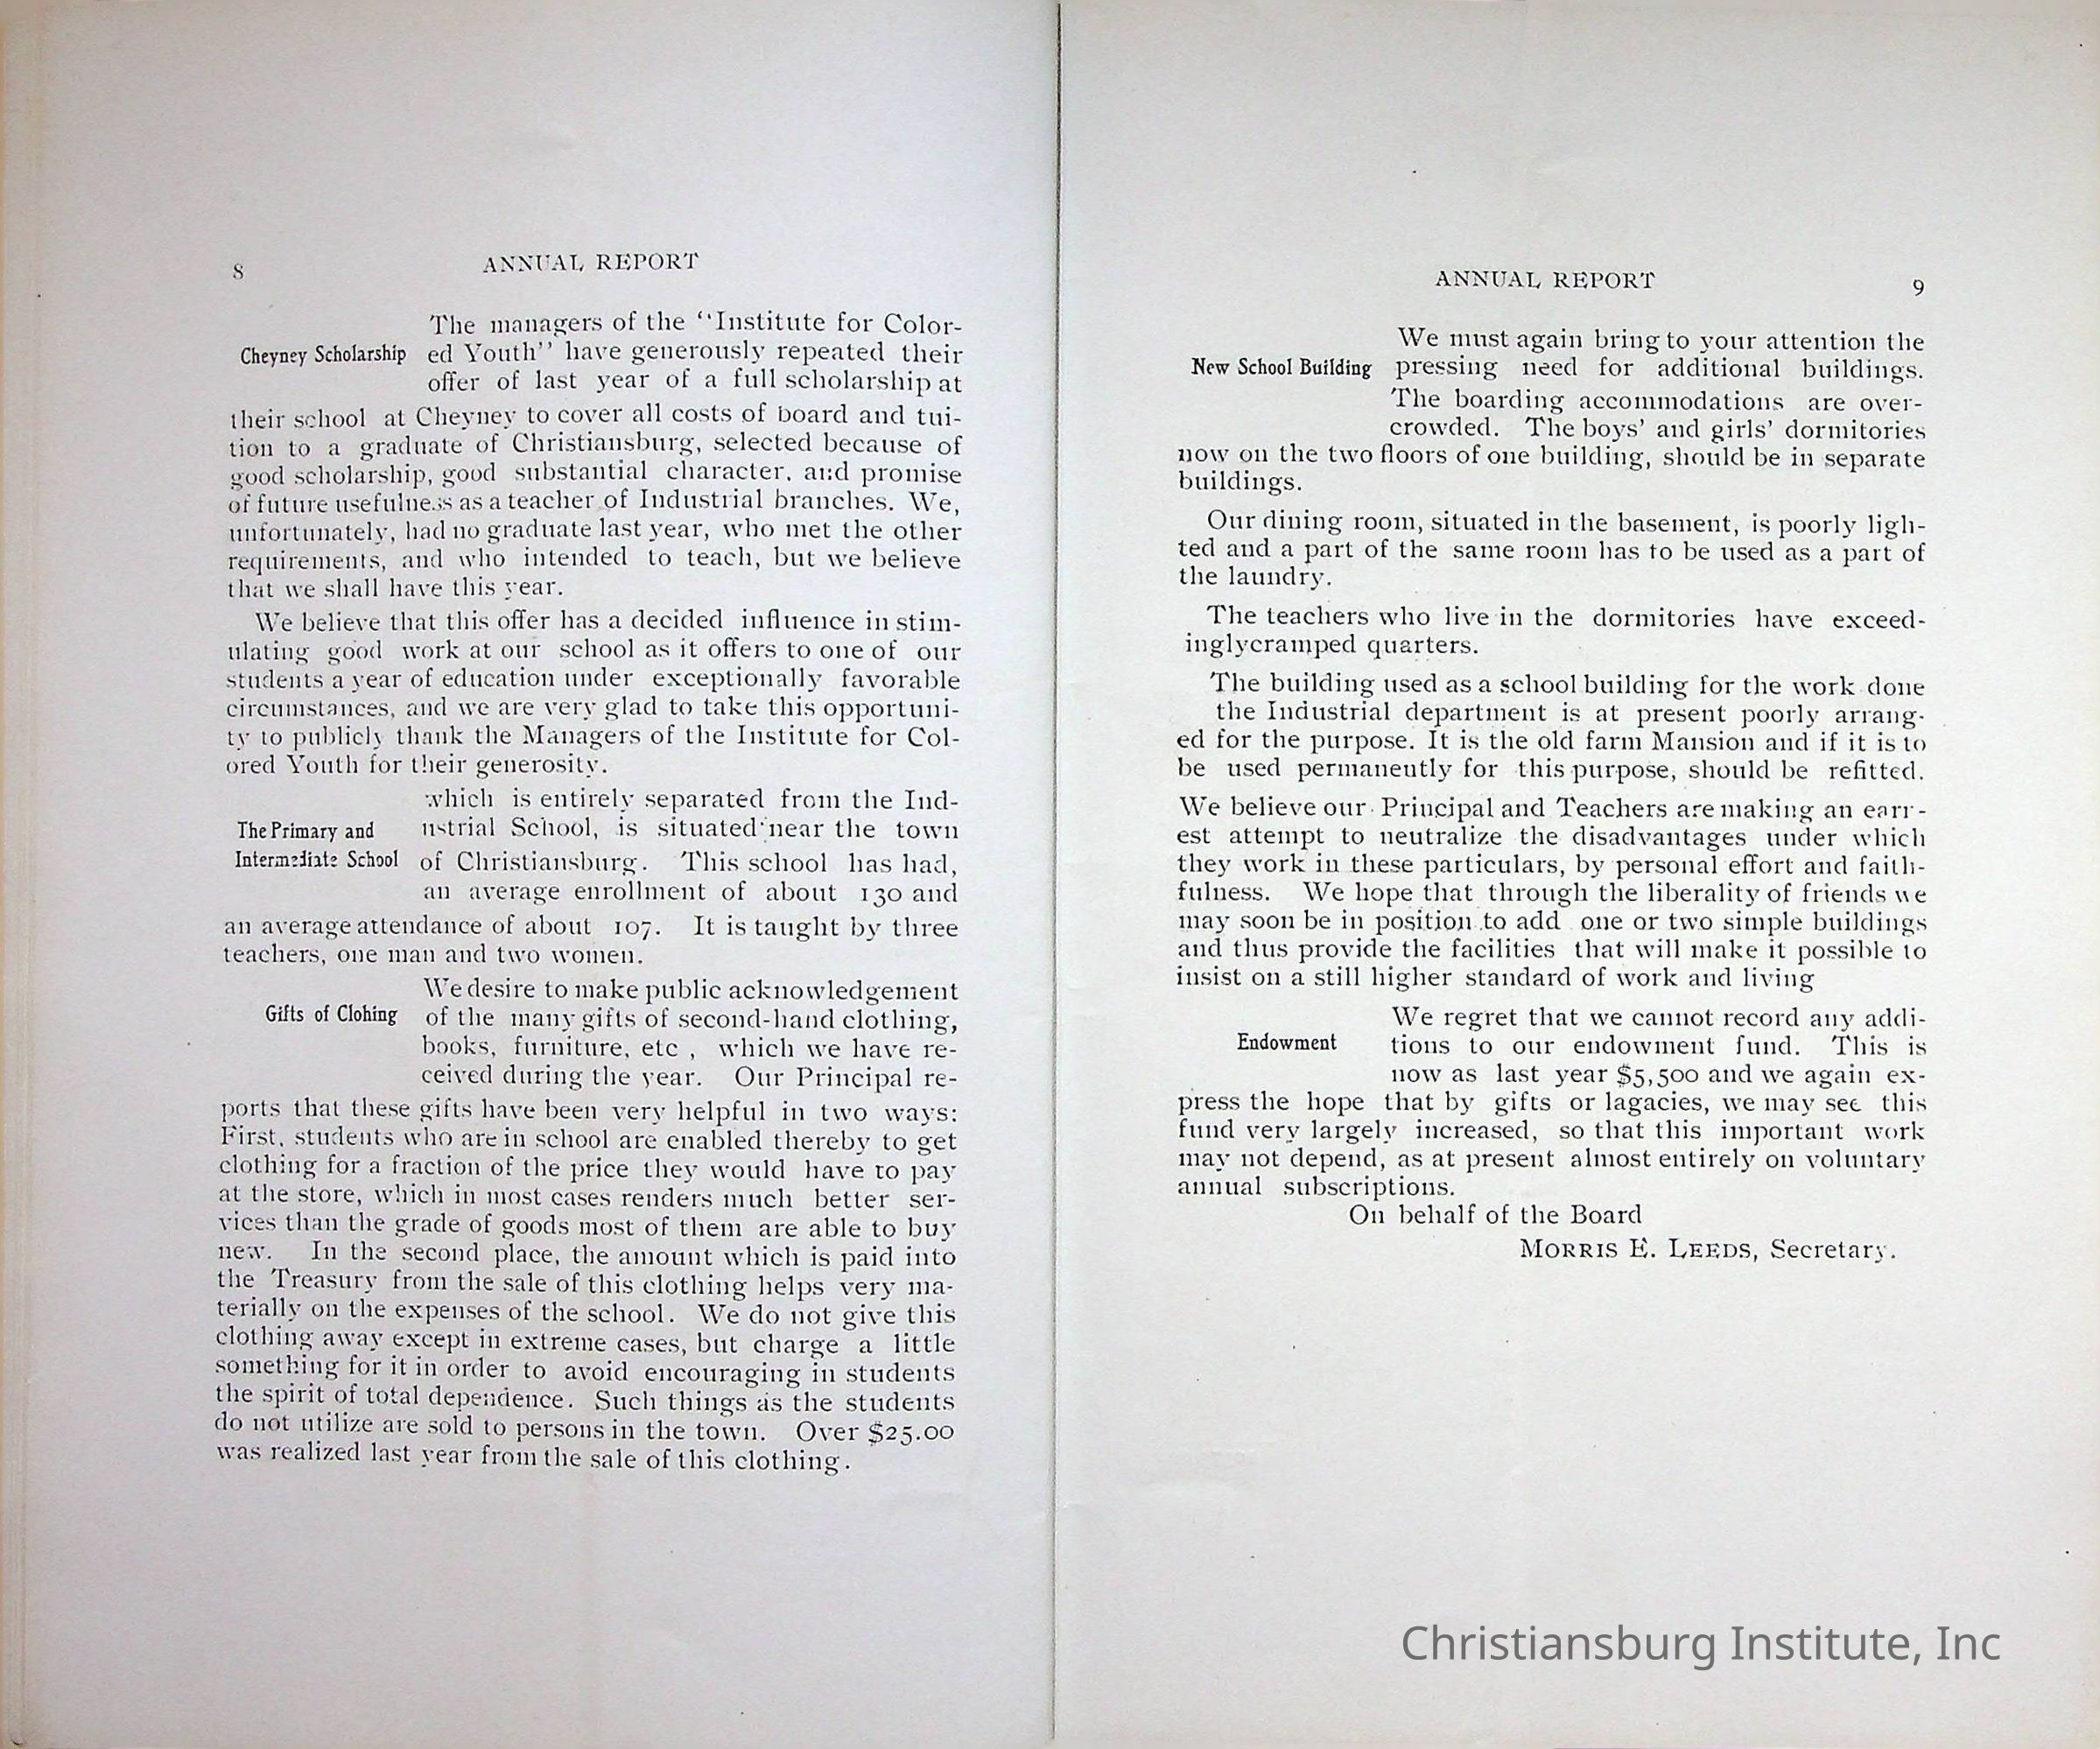 8
ANNUAL REPORT
The managers of the "Institute for Color-
Cheyney Scholarship ed Youth" have generously repeated their
offer of last year of a full scholarship at
their school at Cheyney to cover all costs of board and tui-
tion to a graduate of Christiansburg, selected because of
good scholarship, good substantial character. and promise
of future usefulness as a teacher of Industrial branches. We,
unfortunately, had no graduate last year, who met the other
requirements, and who intended to teach, but we believe
that we shall have this year.
We believe that this offer has a decided influence in stim-
ulating good work at our school as it offers to one of our
students a year of education under exceptionally favorable
circumstances, and we are very glad to take this opportuni-
ty to publicly thank the Managers of the Institute for Col-
ored Youth for their generosity.
which is entirely separated from the Ind-
The Primary and ustrial School, is situated near the town
Intermediate School of Christiansburg. This school has had,
an average enrollment of about 130 and
an average attendance of about 107. It is taught by three
teachers, one man and two women.
We desire to make public acknowledgement
Gifts of Clohing of the many gifts of second-hand clothing,
books, furniture, etc , which we have re-
ceived during the year. Our Principal re-
ports that these gifts have been very helpful in two ways:
First, students who are in school are enabled thereby to get
clothing for a fraction of the price they would have to pay
at the store, which in most cases renders much better ser-
vices than the grade of goods most of them are able to buy
new. In the second place, the amount which is paid into
the Treasury from the sale of this clothing helps very ma-
terially on the expenses of the school. We do not give this
clothing away except in extreme cases, but charge a little
something for it in order to avoid encouraging in students
the spirit of total dependence. Such things as the students
do not utilize are sold to persons in the town. Over $25.00
was realized last year from the sale of this clothing.
ANNUAL REPORT
9
We must again bring to your attention the
New School Building pressing need for additional buildings.
The boarding accommodations are over-
crowded. The boys' and girls' dormitories
now on the two floors of one building, should be in separate
buildings.
Our dining room, situated in the basement, is poorly ligh-
ted and a part of the same room has to be used as a part of
the laundry.
The teachers who live in the dormitories have exceed-
inglycramped quarters.
The building used as a school building for the work done
the Industrial department is at present poorly arrang-
ed for the purpose. It is the old farm Mansion and if it is to
be used permanently for this purpose, should be refitted.
We believe our Principal and Teachers are making an earr-
est attempt to neutralize the disadvantages under which
they work in these particulars, by personal effort and faith-
fulness. We hope that through the liberality of friends we
may soon be in position to add one or two simple buildings
and thus provide the facilities that will make it possible to
insist on a still higher standard of work and living
We regret that we cannot record any addi-
Endowment tions to our endowment fund. This is
now as last year $5,500 and we again ex-
press the hope that by gifts or lagacies, we may see this
fund very largely increased, so that this important work
may not depend, as at present almost entirely on voluntary
annual subscriptions.
On behalf of the Board
MORRIS E. LEEDS, Secretary.
Christiansburg Institute, Inc